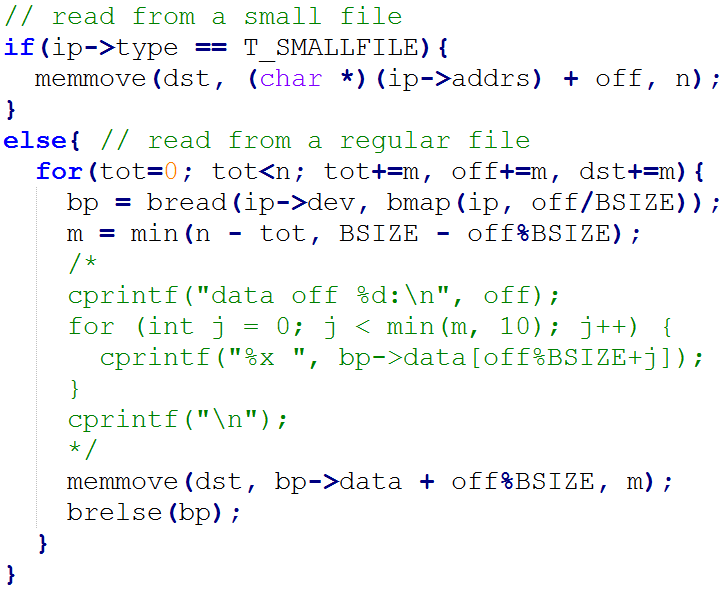 // read from a small file
if(ip->type == T_SMALLFILE){
  memmove(dst, (char *)(ip->addrs) + off, n);
}
else{ // read from a regular file
  for(tot=0; tot<n; tot+=m, off+=m, dst+=m){
    bp = bread(ip->dev, bmap(ip, off/BSIZE));
    m = min(n - tot, BSIZE - off%BSIZE);
    /*
    cprintf("data off %d:\n", off);
    for (int j = 0; j < min(m, 10); j++) {
      cprintf("%x ", bp->data[off%BSIZE+j]);
    }
    cprintf("\n");
    */
    memmove(dst, bp->data + off%BSIZE, m);
    brelse(bp);
  }
}